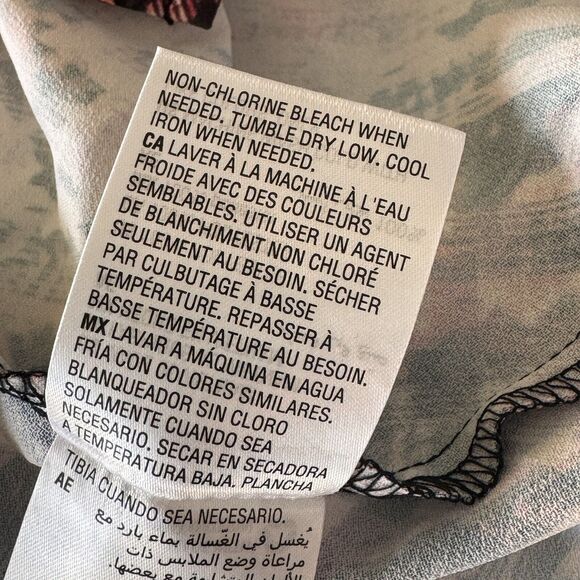 NON-CHLORINE BLEACH WHEN
NEEDED. TUMBLE DRY LOW. COOL
IRON WHEN NEEDED.
CA LAVER À LA MACHINE À L'EAU
FROIDE AVEC DES COULEURS
SEMBLABLES. UTILISER UN AGENT
DE BLANCHIMENT NON CHLORÉ
SEULEMENT AU BESOIN. SÉCHER
PAR CULBUTAGE À BASSE
TEMPÉRATURE. REPASSER À
BASSE TEMPÉRATURE AU BESOIN.
MX LAVAR A MÁQUINA EN AGUA
FRÍA CON COLORES SIMILARES.
BLANQUEADOR SIN CLORO
SOLAMENTE CUANDO SEA
NECESARIO. SECAR EN SECADORA
A TEMPERATURA BAJA. PLANCHA
TIBIA CUANDO SEA NECESARIO.
AE
يُغسل في الغسالة بماء بارد مع
مراعاة وضع الملابس ذات